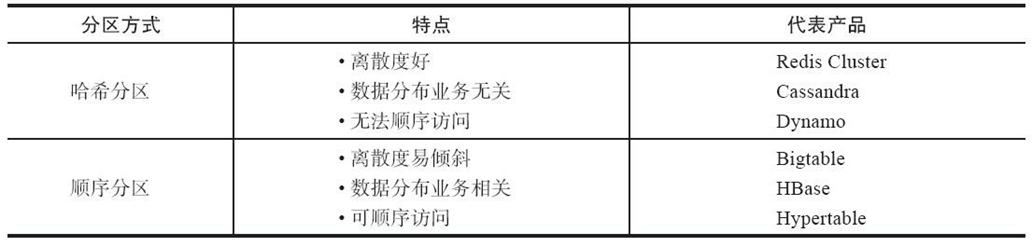 分区方式 特点 代表产品
哈希分区
• 离散度好
• 数据分布业务无关
• 无法顺序访问
Redis Cluster
Cassandra
Dynamo
顺序分区
• 离散度易倾斜
• 数据分布业务相关
• 可顺序访问
Bigtable
HBase
Hypertable